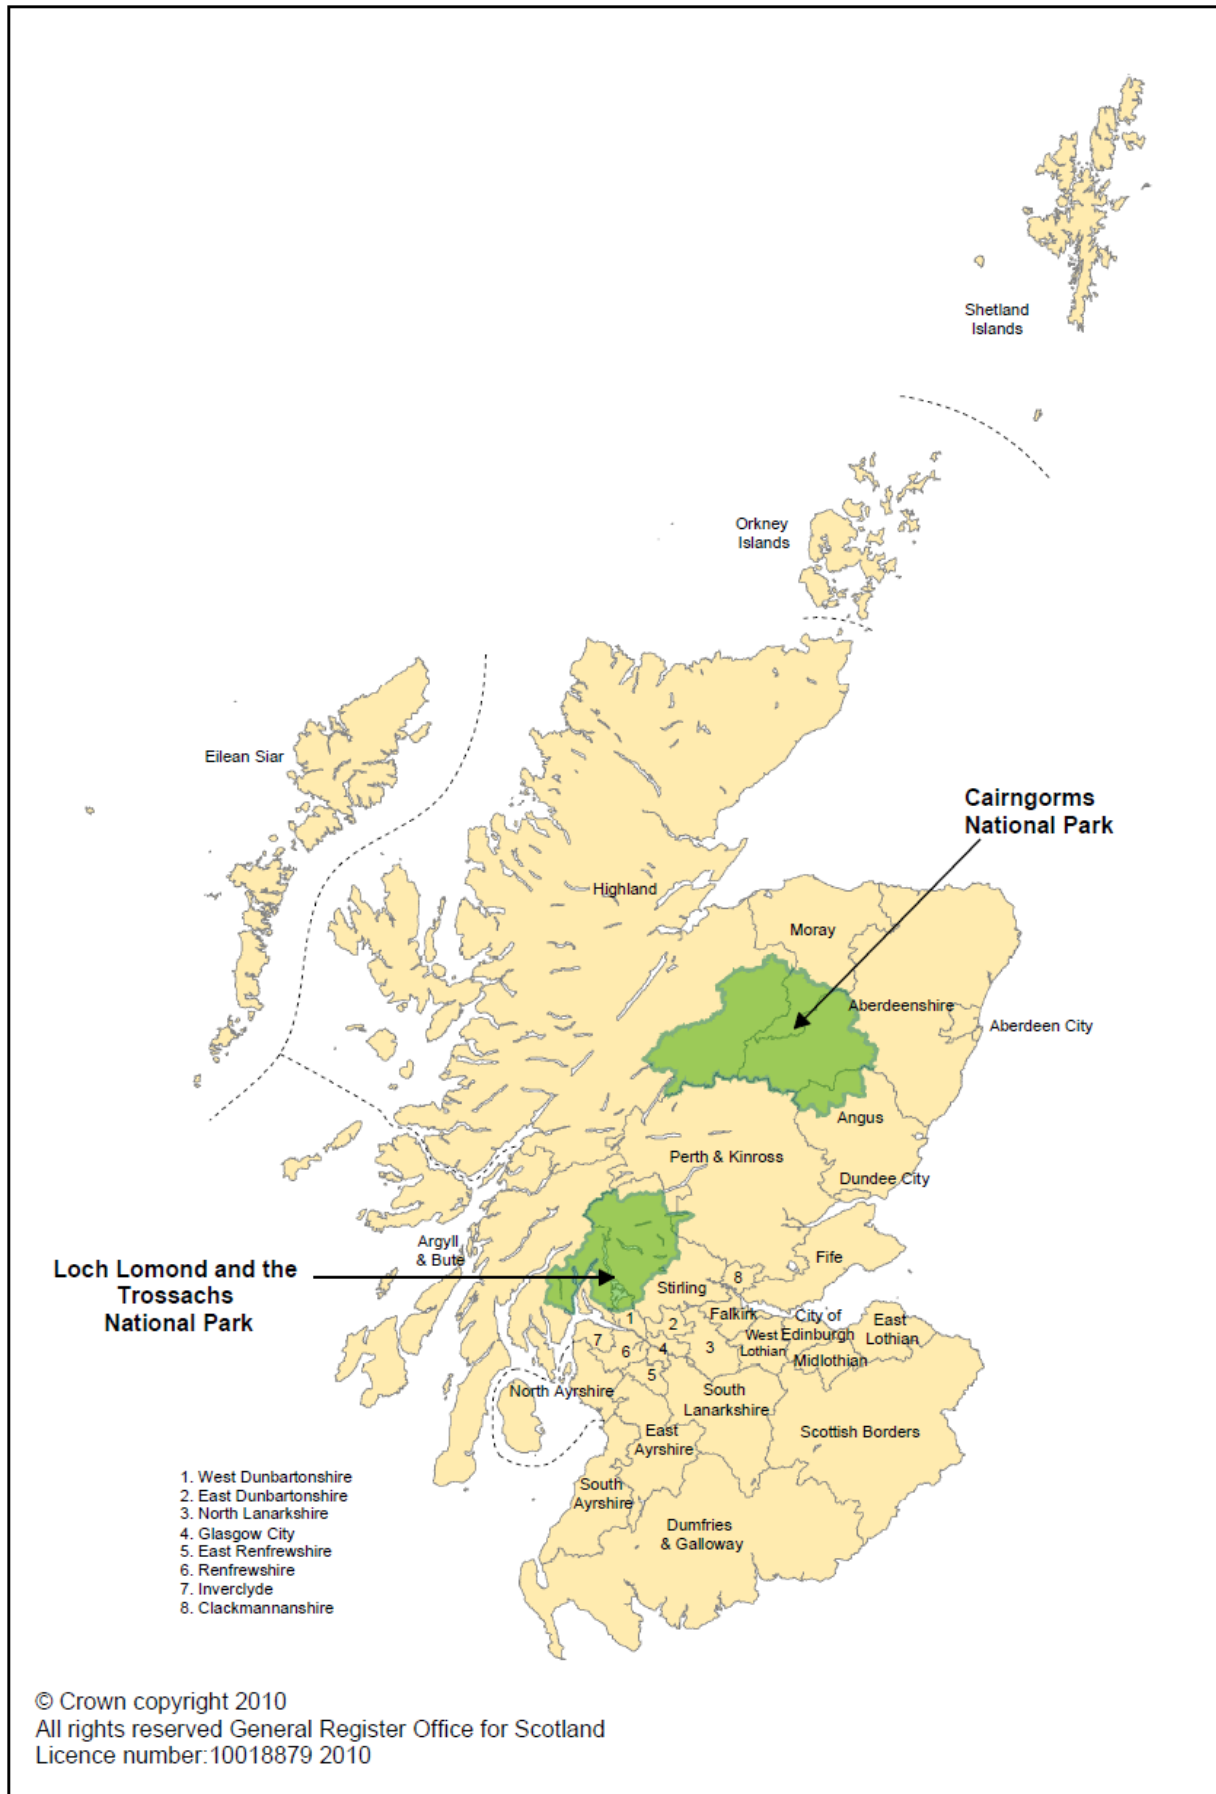 Shetland
Islands
Orkney
Islands
Eilean Siar
Cairngorms
National Park
Highland
Moray
Aberdeenshire
Aberdeen City
Angus
Perth & Kinross
Dundee City
Argyll
& Bute
Fife
Loch Lomond and the
Trossachs
National Park
8
Stirling
1
2
Falkirk
City of
Edinburgh
East
Lothian
7
6
4
3
West
Lothian
Midlothian
5
North Ayrshire
South
Lanarkshire
East
Ayrshire
Scottish Borders
South
Ayrshire
Dumfries
& Galloway
1. West Dunbartonshire
2. East Dunbartonshire
3. North Lanarkshire
4. Glasgow City
5. East Renfrewshire
6. Renfrewshire
7. Inverclyde
8. Clackmannanshire
© Crown copyright 2010
All rights reserved General Register Office for Scotland
Licence number:10018879 2010